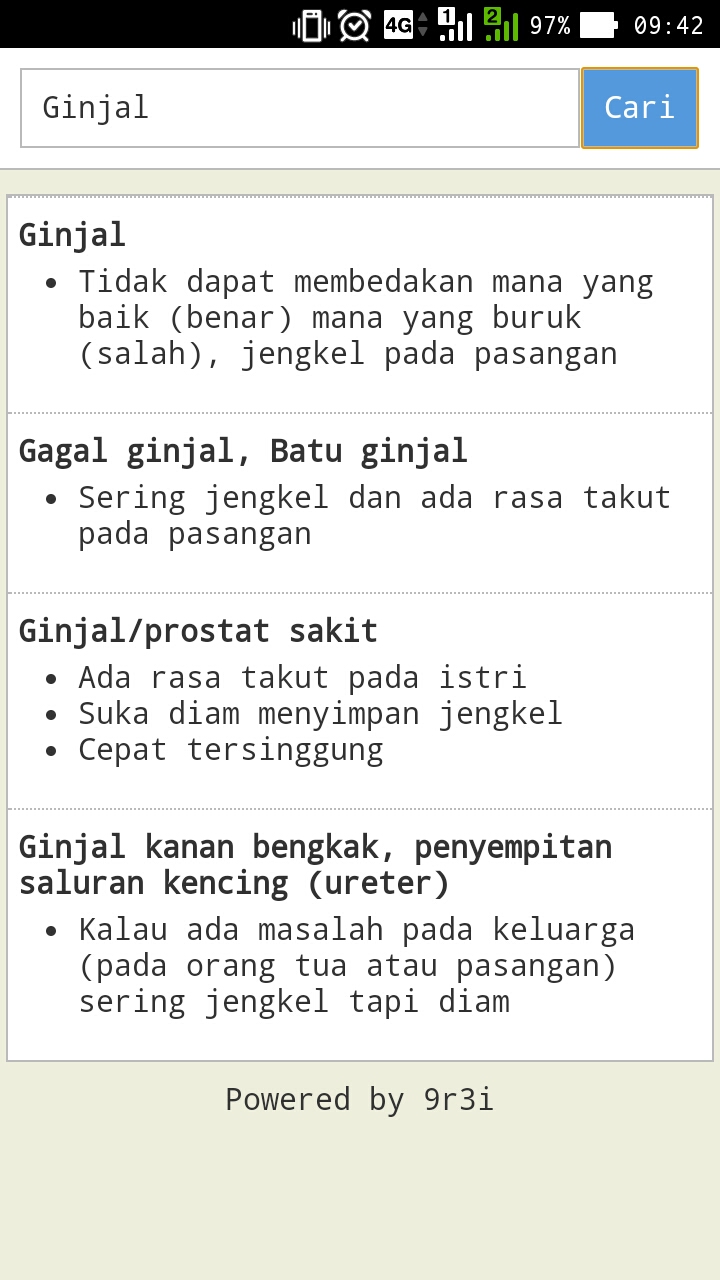 4G 1 2 97% 09:42
Ginjal Cari
Ginjal
• Tidak dapat membedakan mana yang
baik (benar) mana yang buruk
(salah), jengkel pada pasangan
Gagal ginjal, Batu ginjal
• Sering jengkel dan ada rasa takut
pada pasangan
Ginjal/prostat sakit
• Ada rasa takut pada istri
• Suka diam menyimpan jengkel
• Cepat tersinggung
Ginjal kanan bengkak, penyempitan
saluran kencing (ureter)
• Kalau ada masalah pada keluarga
(pada orang tua atau pasangan)
sering jengkel tapi diam
Powered by 9r3i